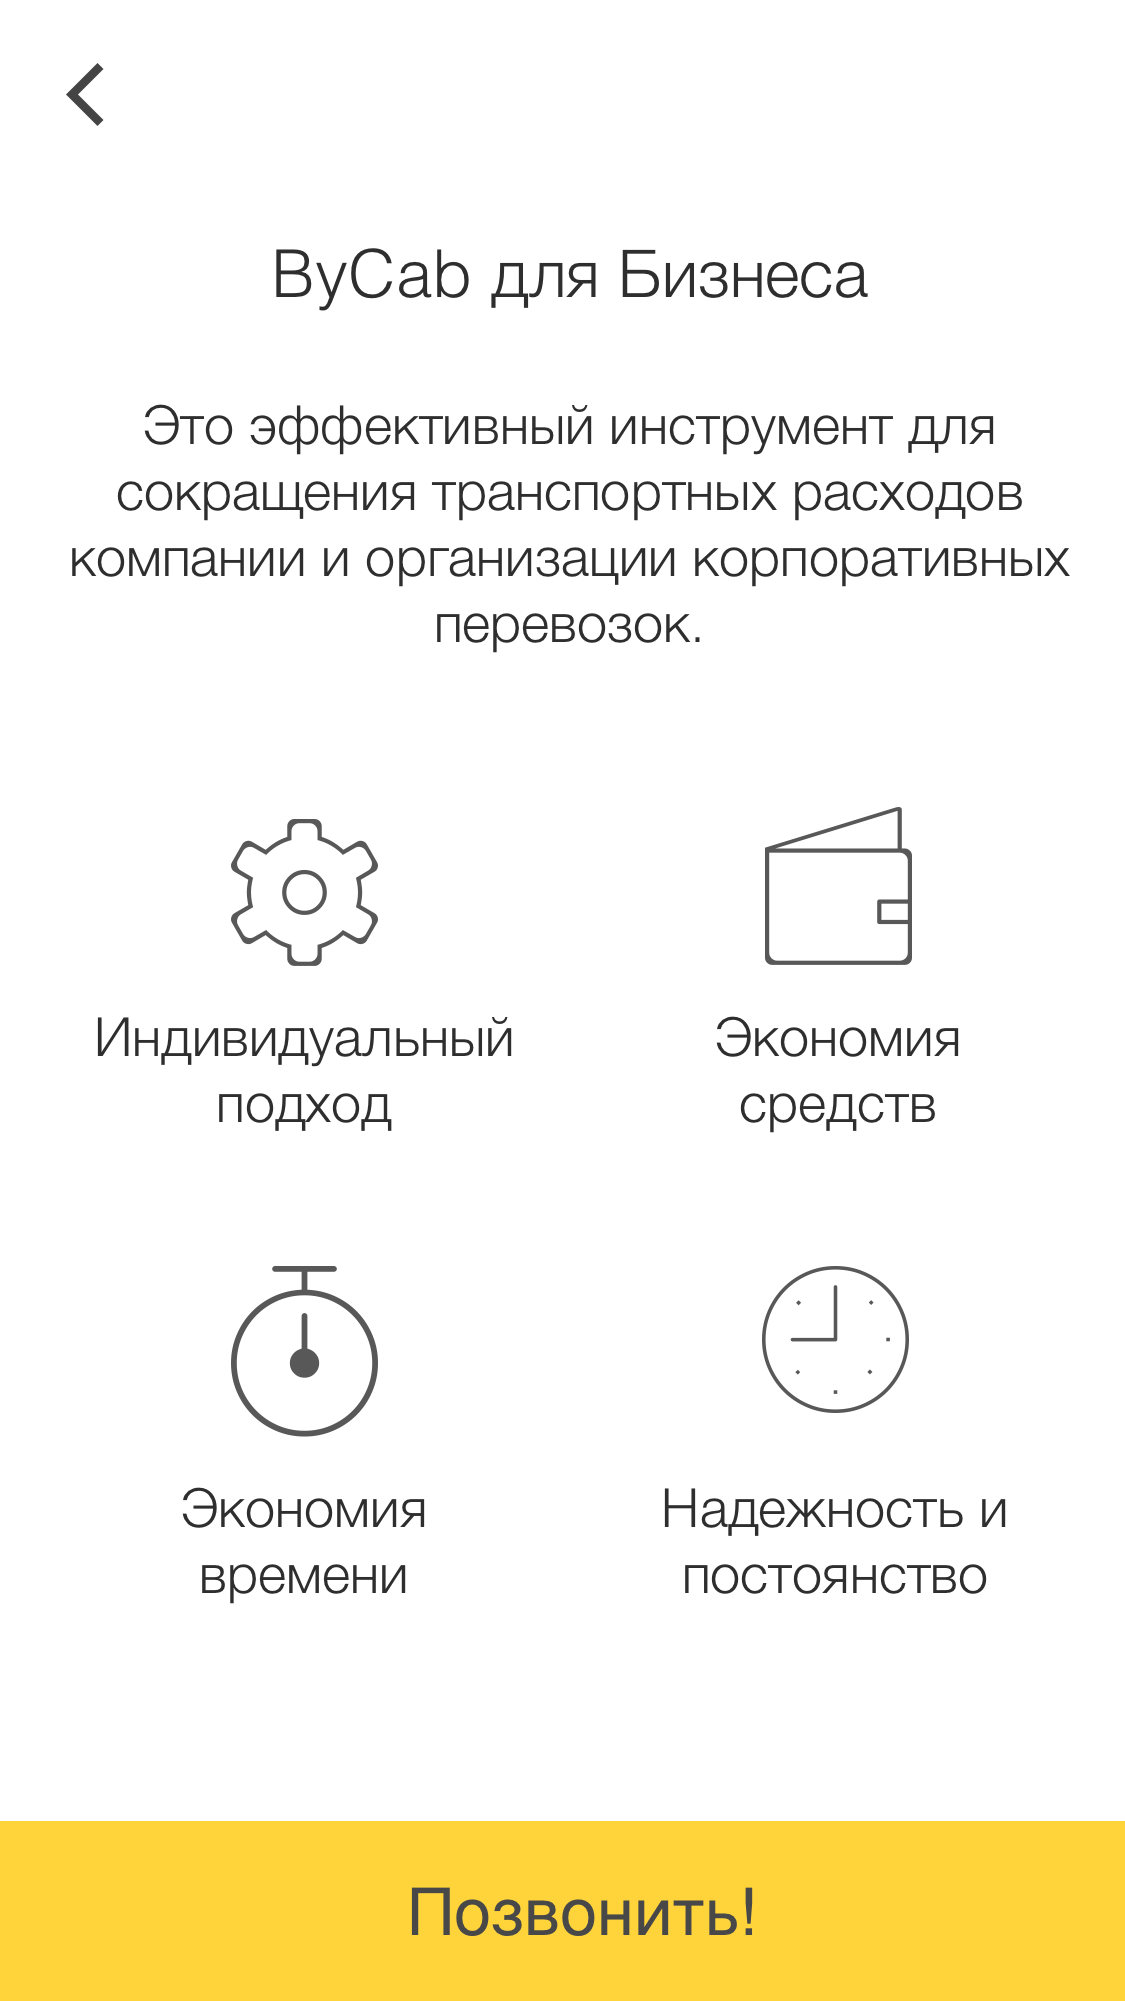 ByCab для Бизнеса
Это эффективный инструмент для
сокращения транспортных расходов
компании и организации корпоративных
перевозок.
Индивидуальный
подход
Экономия
средств
Экономия
времени
Надежность и
постоянство
Позвонить!